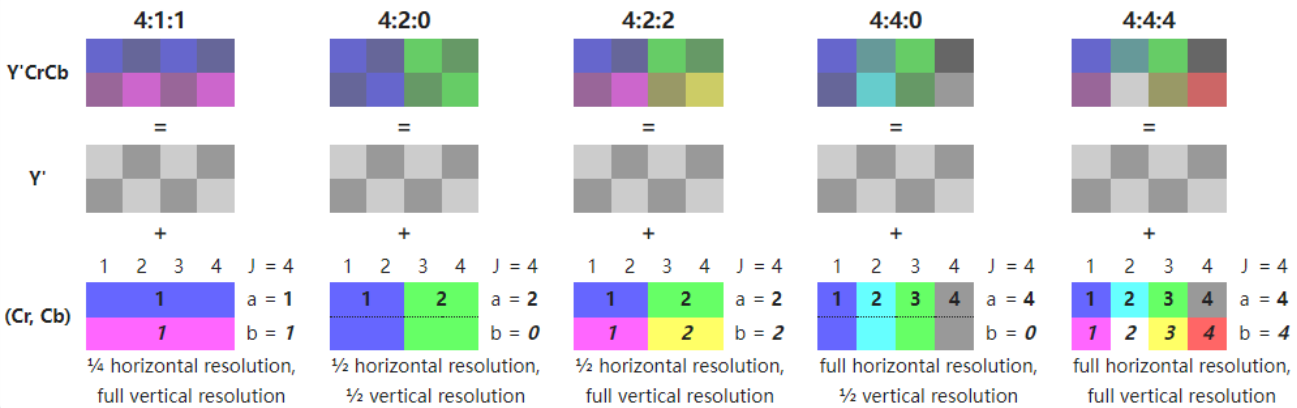 4:1:1 4:2:0 4:2:2 4:4:0 4:4:4
Y'CrCb
= = = = =
Y'
+ + + + +
1 2 3 4 J = 4 1 2 3 4 J = 4 1 2 3 4 J = 4 1 2 3 4 J = 4 1 2 3 4 J = 4
1 a = 1 1 2 a = 2 1 2 a = 2 1 2 3 4 a = 4 1 2 3 4 a = 4
(Cr, Cb)
1 b = 1 b = 0 1 2 b = 2 b = 0 1 2 3 4 b = 4
¼ horizontal resolution, ½ horizontal resolution, ½ horizontal resolution, full horizontal resolution, full horizontal resolution,
full vertical resolution ½ vertical resolution full vertical resolution ½ vertical resolution full vertical resolution